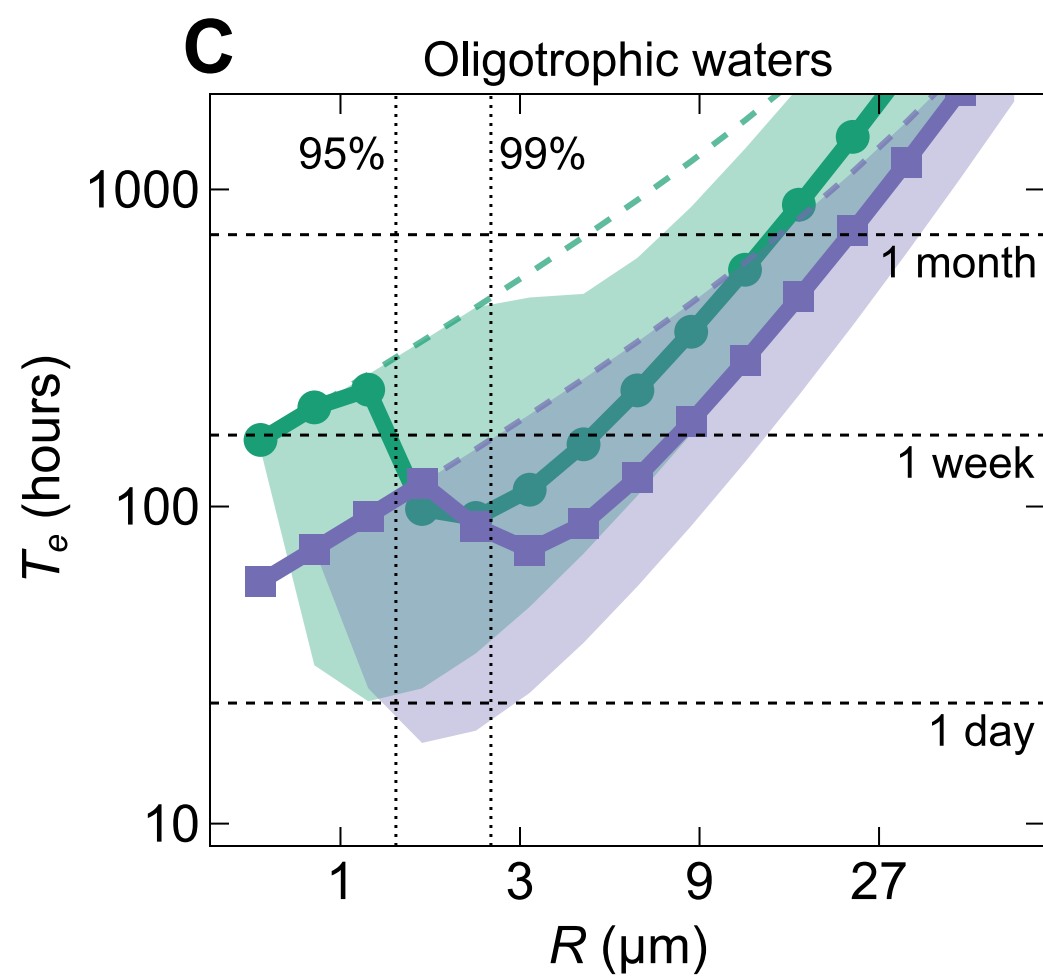 C
Oligotrophic waters
95%
99%
1000
1 month
1 week
100
1 day
10
Tₑ (hours)
1
3
9
27
R (µm)